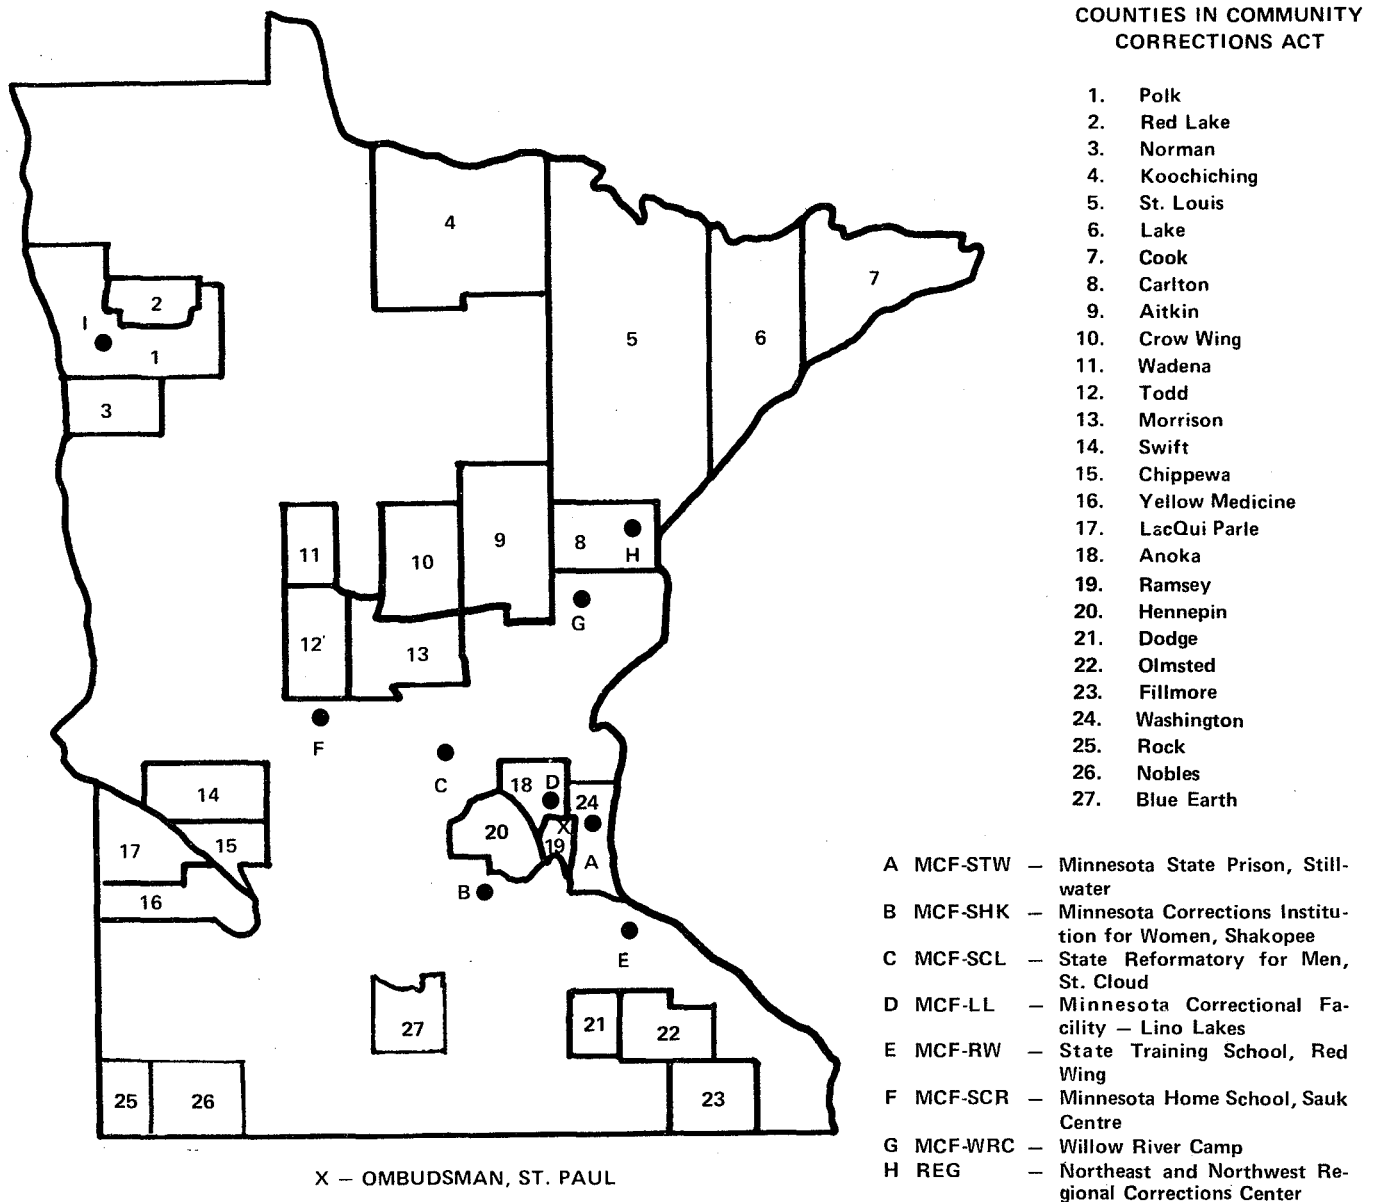 COUNTIES IN COMMUNITY
CORRECTIONS ACT
1. Polk
2. Red Lake
3. Norman
4. Koochiching
5. St. Louis
6. Lake
7. Cook
8. Carlton
9. Aitkin
10. Crow Wing
11. Wadena
12. Todd
13. Morrison
14. Swift
15. Chippewa
16. Yellow Medicine
17. LacQui Parle
18. Anoka
19. Ramsey
20. Hennepin
21. Dodge
22. Olmsted
23. Fillmore
24. Washington
25. Rock
26. Nobles
27. Blue Earth
A MCF-STW – Minnesota State Prison, Still-
water
B MCF-SHK – Minnesota Corrections Institu-
tion for Women, Shakopee
C MCF-SCL – State Reformatory for Men,
St. Cloud
D MCF-LL – Minnesota Correctional Fa-
cility – Lino Lakes
E MCF-RW – State Training School, Red
Wing
F MCF-SCR – Minnesota Home School, Sauk
Centre
G MCF-WRC – Willow River Camp
H REG – Northeast and Northwest Re-
gional Corrections Center
4
7
2
I
1
5
6
3
9
8
H
11
10
G
12
13
F
C
18
D
24
14
X
20
19
15
17
A
B
16
E
27
21
22
25
26
23
X – OMBUDSMAN, ST. PAUL